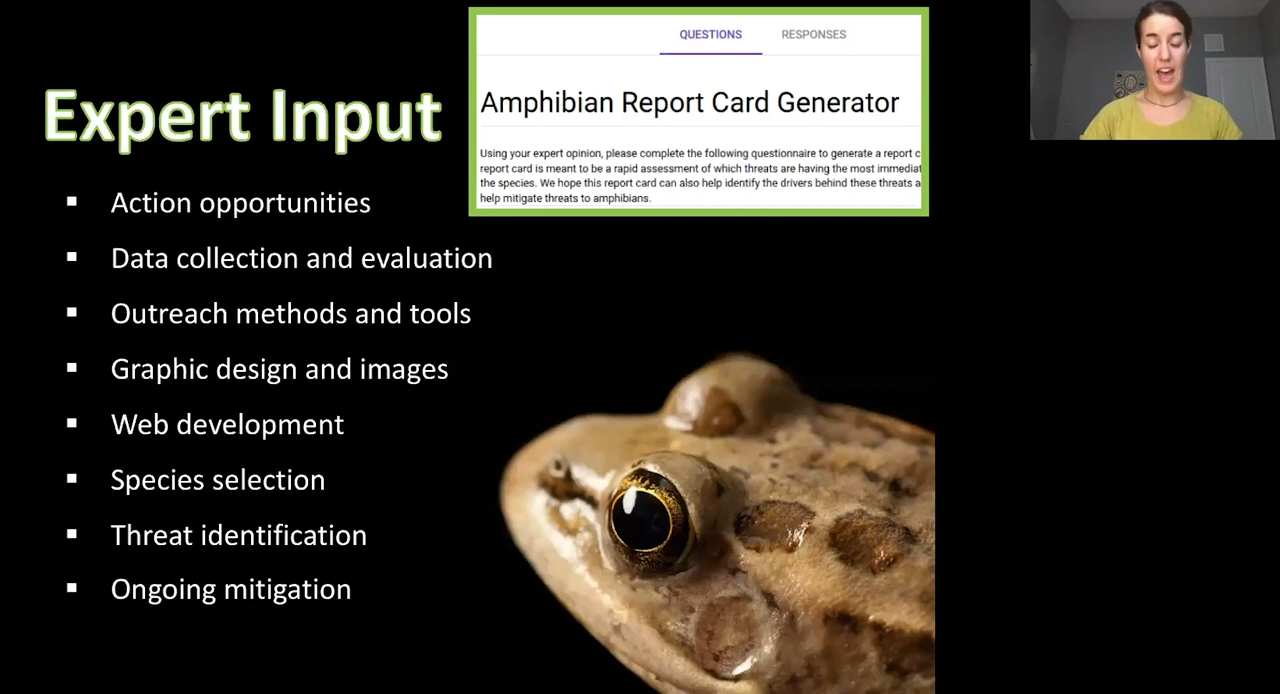 Expert Input
Action opportunities
Data collection and evaluation
Outreach methods and tools
Graphic design and images
Web development
Species selection
Threat identification
Ongoing mitigation
QUESTIONS RESPONSES
Amphibian Report Card Generator
Using your expert opinion, please complete the following questionnaire to generate a report c
report card is meant to be a rapid assessment of which threats are having the most immediat
the species. We hope this report card can also help identify the drivers behind these threats a
help mitigate threats to amphibians.